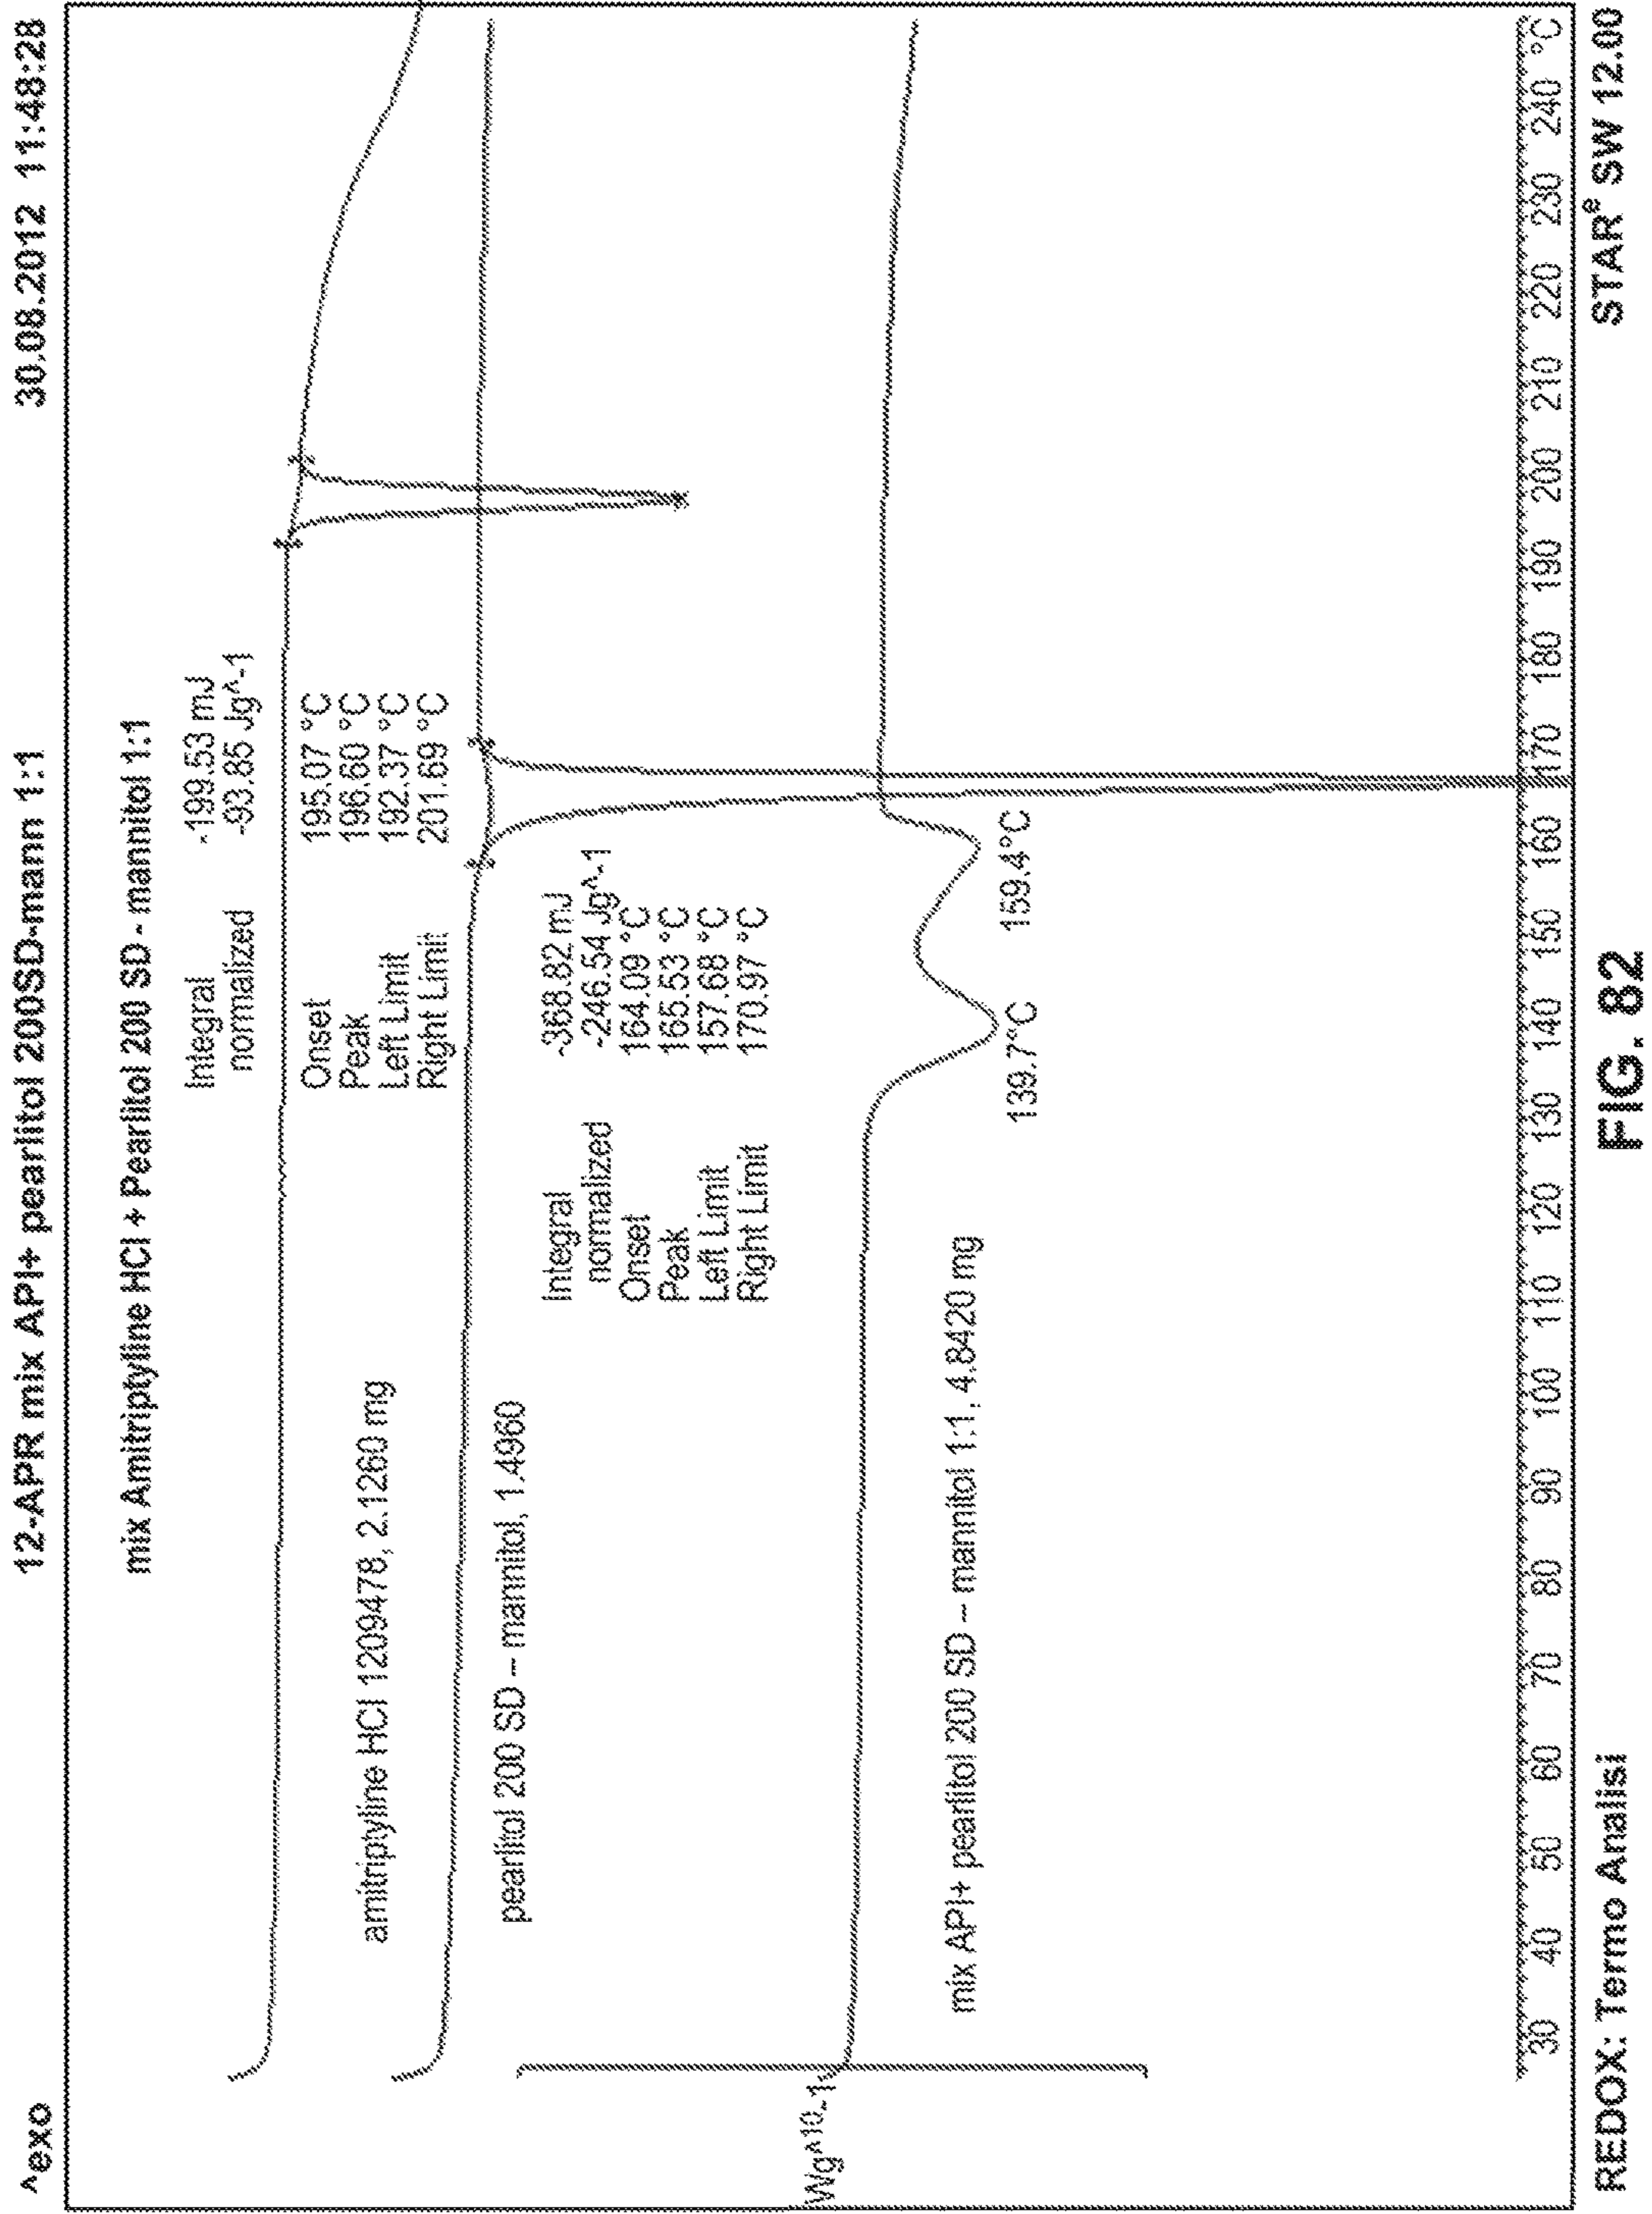 ^exo
12-APR mix API+ pearlitol 200SD-mann 1:1
30.08.2012 11:48:28
mix Amitriptyline HCl + Pearlitol 200 SD - mannitol 1:1
Integral -199.53 mJ
normalized -93.85 Jg^-1
Onset 195.07 °C
Peak 196.60 °C
Left Limit 192.37 °C
Right Limit 201.69 °C
amitriptyline HCl 1209478, 2.1260 mg
pearlitol 200 SD – mannitol, 1.4960
Integral -368.82 mJ
normalized -246.54 Jg^-1
Onset 164.09 °C
Peak 165.53 °C
Left Limit 157.68 °C
Right Limit 170.97 °C
Wg^10-1
mix API+ pearlitol 200 SD – mannitol 1:1, 4.8420 mg
139.7°C
159.4°C
30 40 50 60 70 80 90 100 110 120 130 140 150 160 170 180 190 200 210 220 230 240 °C
REDOX: Termo Analisi
STARe SW 12.00
FIG. 82